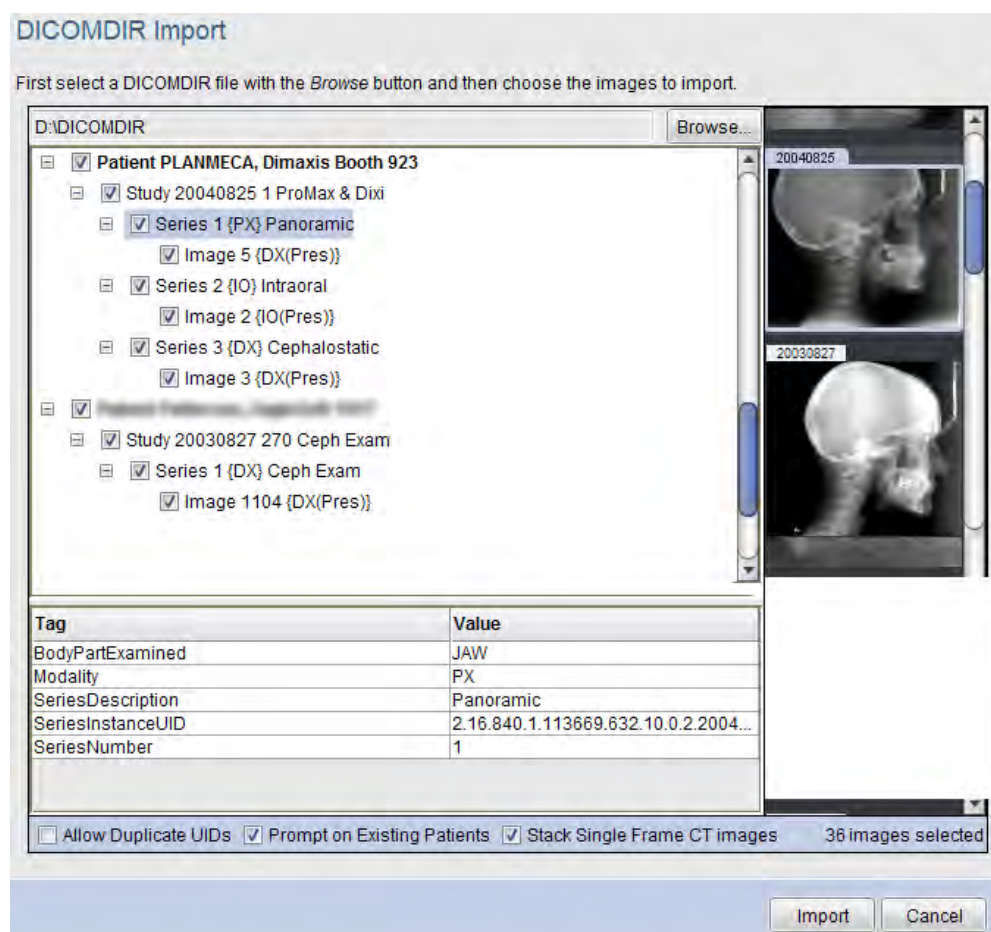 DICOMDIR Import
First select a DICOMDIR file with the Browse button and then choose the images to import.
D:\DICOMDIR
Browse...
Patient PLANMECA, Dimaxis Booth 923
Study 20040825 1 ProMax & Dixi
Series 1 {PX} Panoramic
Image 5 {DX(Pres)}
Series 2 {IO} Intraoral
Image 2 {IO(Pres)}
Series 3 {DX} Cephalostatic
Image 3 {DX(Pres)}
Study 20030827 270 Ceph Exam
Series 1 {DX} Ceph Exam
Image 1104 {DX(Pres)}
20040825
20030827
Tag Value
BodyPartExamined JAW
Modality PX
SeriesDescription Panoramic
SeriesInstanceUID 2.16.840.1.113669.632.10.0.2.2004...
SeriesNumber 1
Allow Duplicate UIDs Prompt on Existing Patients Stack Single Frame CT images 36 images selected
Import Cancel